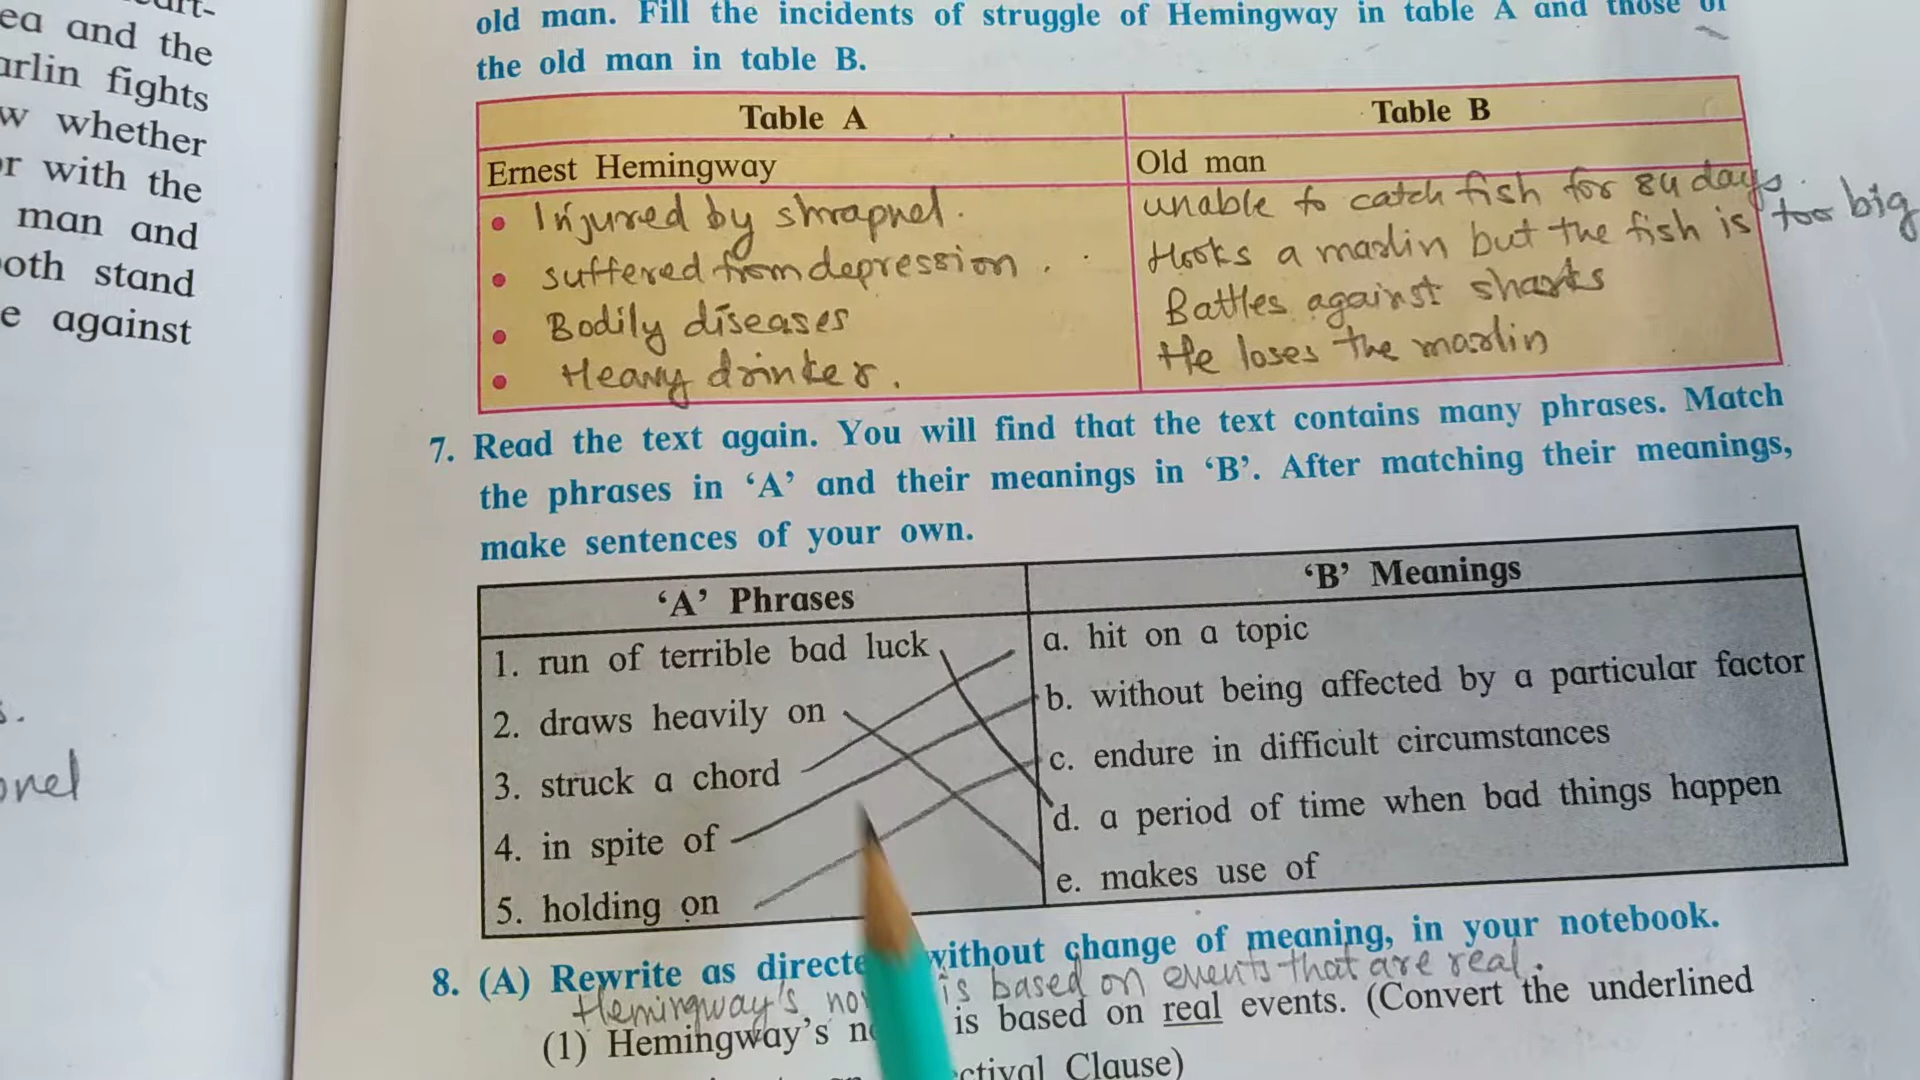 ea and the
arlin fights
w whether
r with the
man and
oth stand
e against
s.
onel
old man. Fill the incidents of struggle of Hemingway in table A and those of
the old man in table B.
Table A Table B
Ernest Hemingway Old man
• Injured by shrapnel. unable to catch fish for 84 days.
• suffered from depression. Hooks a marlin but the fish is too big
• Bodily diseases Battles against sharks
• Heavy drinker. He loses the marlin
7. Read the text again. You will find that the text contains many phrases. Match
the phrases in ‘A’ and their meanings in ‘B’. After matching their meanings,
make sentences of your own.
‘A’ Phrases ‘B’ Meanings
1. run of terrible bad luck a. hit on a topic
2. draws heavily on b. without being affected by a particular factor
3. struck a chord c. endure in difficult circumstances
4. in spite of d. a period of time when bad things happen
5. holding on e. makes use of
8. (A) Rewrite as directe without change of meaning, in your notebook.
Hemingway's no is based on events that are real.
(1) Hemingway’s n is based on real events. (Convert the underlined
ctival Clause)